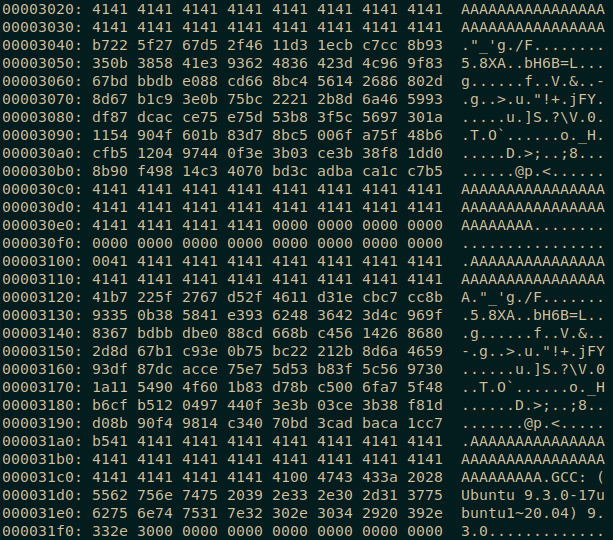 00003020: 4141 4141 4141 4141 4141 4141 4141 4141  AAAAAAAAAAAAAAAA
00003030: 4141 4141 4141 4141 4141 4141 4141 4141  AAAAAAAAAAAAAAAA
00003040: b722 5f27 67d5 2f46 11d3 1ecb c7cc 8b93  ."_'g./F........
00003050: 350b 3858 41e3 9362 4836 423d 4c96 9f83  5.8XA..bH6B=L...
00003060: 67bd bbdb e088 cd66 8bc4 5614 2686 802d  g......f..V.&..-
00003070: 8d67 b1c9 3e0b 75bc 2221 2b8d 6a46 5993  .g..>.u."!+.jFY.
00003080: df87 dcac ce75 e75d 53b8 3f5c 5697 301a  .....u.]S.?\V.0.
00003090: 1154 904f 601b 83d7 8bc5 006f a75f 48b6  .T.O`......o._H.
000030a0: cfb5 1204 9744 0f3e 3b03 ce3b 38f8 1dd0  .....D.>;..;8...
000030b0: 8b90 f498 14c3 4070 bd3c adba ca1c c7b5  ......@p.<......
000030c0: 4141 4141 4141 4141 4141 4141 4141 4141  AAAAAAAAAAAAAAAA
000030d0: 4141 4141 4141 4141 4141 4141 4141 4141  AAAAAAAAAAAAAAAA
000030e0: 4141 4141 4141 4141 0000 0000 0000 0000  AAAAAAAA........
000030f0: 0000 0000 0000 0000 0000 0000 0000 0000  ................
00003100: 0041 4141 4141 4141 4141 4141 4141 4141  .AAAAAAAAAAAAAAA
00003110: 4141 4141 4141 4141 4141 4141 4141 4141  AAAAAAAAAAAAAAAA
00003120: 41b7 225f 2767 d52f 4611 d31e cbc7 cc8b  A."_'g./F.......
00003130: 9335 0b38 5841 e393 6248 3642 3d4c 969f  .5.8XA..bH6B=L..
00003140: 8367 bdbb dbe0 88cd 668b c456 1426 8680  .g......f..V.&..
00003150: 2d8d 67b1 c93e 0b75 bc22 212b 8d6a 4659  -.g..>.u."!+.jFY
00003160: 93df 87dc acce 75e7 5d53 b83f 5c56 9730  ......u.]S.?\V.0
00003170: 1a11 5490 4f60 1b83 d78b c500 6fa7 5f48  ..T.O`......o._H
00003180: b6cf b512 0497 440f 3e3b 03ce 3b38 f81d  ......D.>;..;8..
00003190: d08b 90f4 9814 c340 70bd 3cad baca 1cc7  .......@p.<.....
000031a0: b541 4141 4141 4141 4141 4141 4141 4141  .AAAAAAAAAAAAAAA
000031b0: 4141 4141 4141 4141 4141 4141 4141 4141  AAAAAAAAAAAAAAAA
000031c0: 4141 4141 4141 4141 4100 4743 433a 2028  AAAAAAAAA.GCC: (
000031d0: 5562 756e 7475 2039 2e33 2e30 2d31 3775  Ubuntu 9.3.0-17u
000031e0: 6275 6e74 7531 7e32 302e 3034 2920 392e  buntu1~20.04) 9.
000031f0: 332e 3000 0000 0000 0000 0000 0000 0000  3.0.............